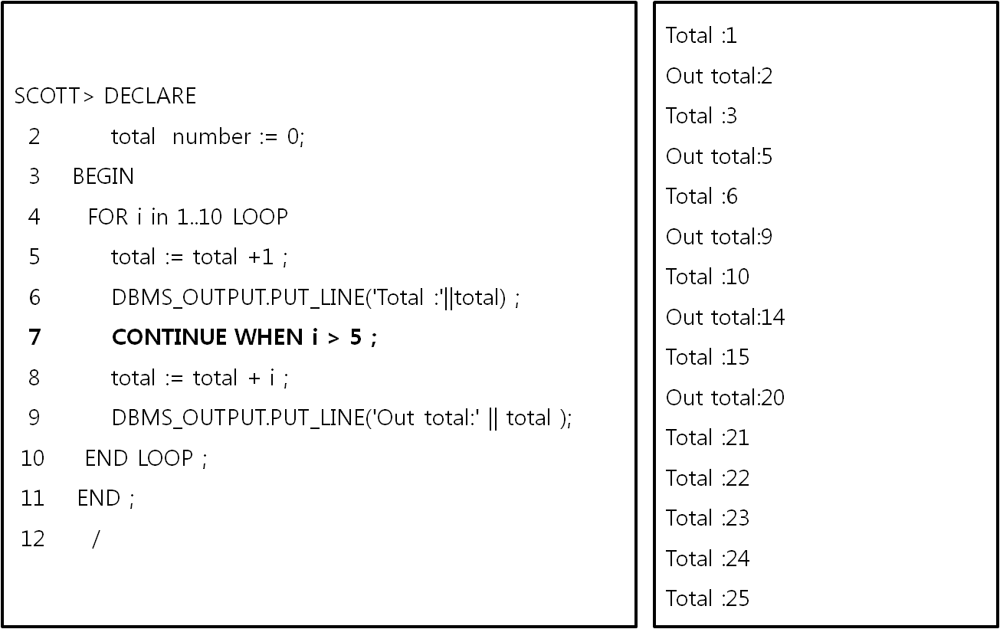 SCOTT> DECLARE
2 total number := 0;
3 BEGIN
4 FOR i in 1..10 LOOP
5 total := total +1 ;
6 DBMS_OUTPUT.PUT_LINE('Total :'||total) ;
7 CONTINUE WHEN i > 5 ;
8 total := total + i ;
9 DBMS_OUTPUT.PUT_LINE('Out total:' || total );
10 END LOOP ;
11 END ;
12 /
Total :1
Out total:2
Total :3
Out total:5
Total :6
Out total:9
Total :10
Out total:14
Total :15
Out total:20
Total :21
Total :22
Total :23
Total :24
Total :25